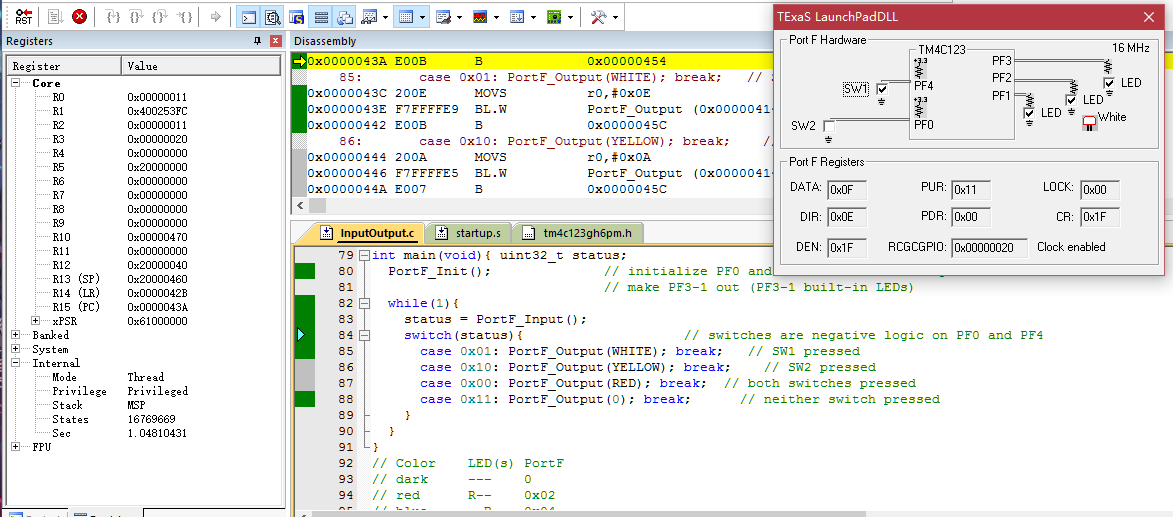 RST
Registers
Register Value
Core
R0 0x00000011
R1 0x400253FC
R2 0x00000011
R3 0x00000020
R4 0x00000000
R5 0x20000000
R6 0x00000000
R7 0x00000000
R8 0x00000000
R9 0x00000000
R10 0x00000470
R11 0x00000000
R12 0x20000040
R13 (SP) 0x20000460
R14 (LR) 0x0000042B
R15 (PC) 0x0000043A
xPSR 0x61000000
Banked
System
Internal
Mode Thread
Privilege Privileged
Stack MSP
States 16769669
Sec 1.04810431
FPU
Disassembly
0x0000043A E00B B 0x00000454
85: case 0x01: PortF_Output(WHITE); break; //
0x0000043C 200E MOVS r0,#0x0E
0x0000043E F7FFFFE9 BL.W PortF_Output (0x0000041
0x00000442 E00B B 0x0000045C
86: case 0x10: PortF_Output(YELLOW); break; //
0x00000444 200A MOVS r0,#0x0A
0x00000446 F7FFFFE5 BL.W PortF_Output (0x0000041
0x0000044A E007 B 0x0000045C
InputOutput.c startup.s tm4c123gh6pm.h
79 int main(void){ uint32_t status;
80 PortF_Init(); // initialize PF0 and
81 // make PF3-1 out (PF3-1 built-in LEDs)
82 while(1){
83 status = PortF_Input();
84 switch(status){ // switches are negative logic on PF0 and PF4
85 case 0x01: PortF_Output(WHITE); break; // SW1 pressed
86 case 0x10: PortF_Output(YELLOW); break; // SW2 pressed
87 case 0x00: PortF_Output(RED); break; // both switches pressed
88 case 0x11: PortF_Output(0); break; // neither switch pressed
89 }
90 }
91 }
92 // Color LED(s) PortF
93 // dark --- 0
94 // red R-- 0x02
TExaS LaunchPadDLL
Port F Hardware
TM4C123
16 MHz
+3.3
PF3
PF2
PF1
SW1
PF4
+3.3
SW2
PF0
LED
LED
LED
White
Port F Registers
DATA: 0x0F PUR: 0x11 LOCK: 0x00
DIR: 0x0E PDR: 0x00 CR: 0x1F
DEN: 0x1F RCGCGPIO: 0x00000020 Clock enabled